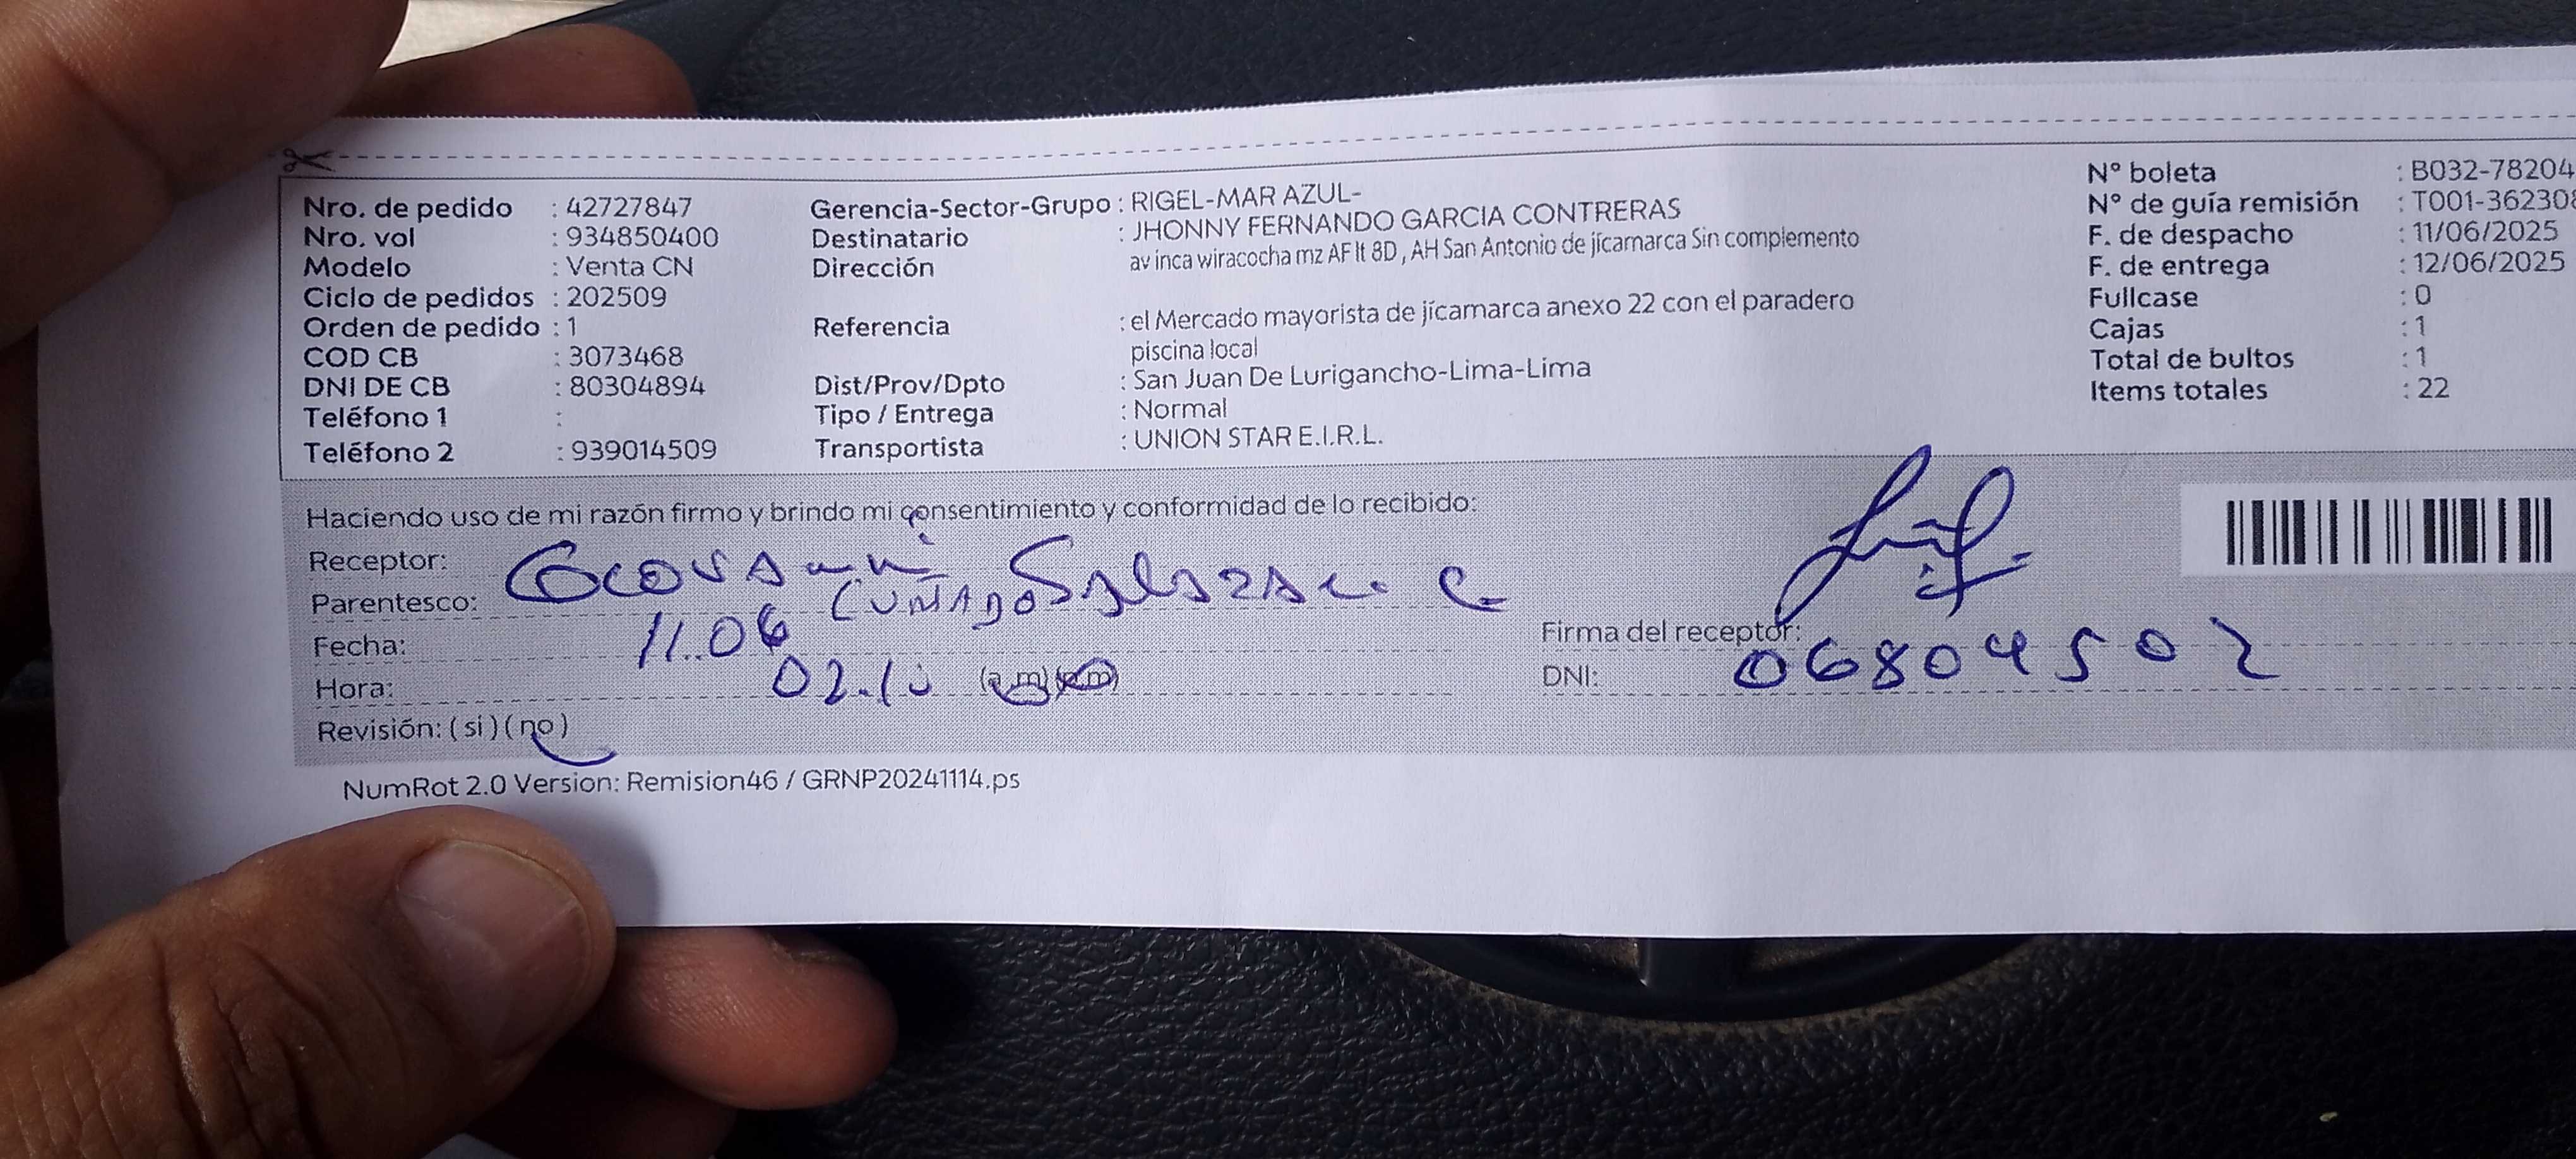 Nro. de pedido : 42727847
Nro. vol : 934850400
Modelo : Venta CN
Ciclo de pedidos : 202509
Orden de pedido : 1
COD CB : 3073468
DNI DE CB : 80304894
Teléfono 1 :
Teléfono 2 : 939014509
Gerencia-Sector-Grupo : RIGEL-MAR AZUL-
Destinatario : JHONNY FERNANDO GARCIA CONTRERAS
Dirección av inca wiracocha mz AF lt 8D , AH San Antonio de jicamarca Sin complemento
Referencia : el Mercado mayorista de jicamarca anexo 22 con el paradero
piscina local
Dist/Prov/Dpto : San Juan De Lurigancho-Lima-Lima
Tipo / Entrega : Normal
Transportista : UNION STAR E.I.R.L.
N° boleta : B032-78204
N° de guía remisión : T001-362308
F. de despacho : 11/06/2025
F. de entrega : 12/06/2025
Fullcase : 0
Cajas : 1
Total de bultos : 1
Items totales : 22
Haciendo uso de mi razón firmo y brindo mi consentimiento y conformidad de lo recibido:
Receptor:
Parentesco: CUÑADO
Fecha: 11.06
Hora: (a.m)(p.m)
Revisión: (si)(no)
Firma del receptor:
DNI: 06804502
NumRot 2.0 Version: Remision46 / GRNP20241114.ps